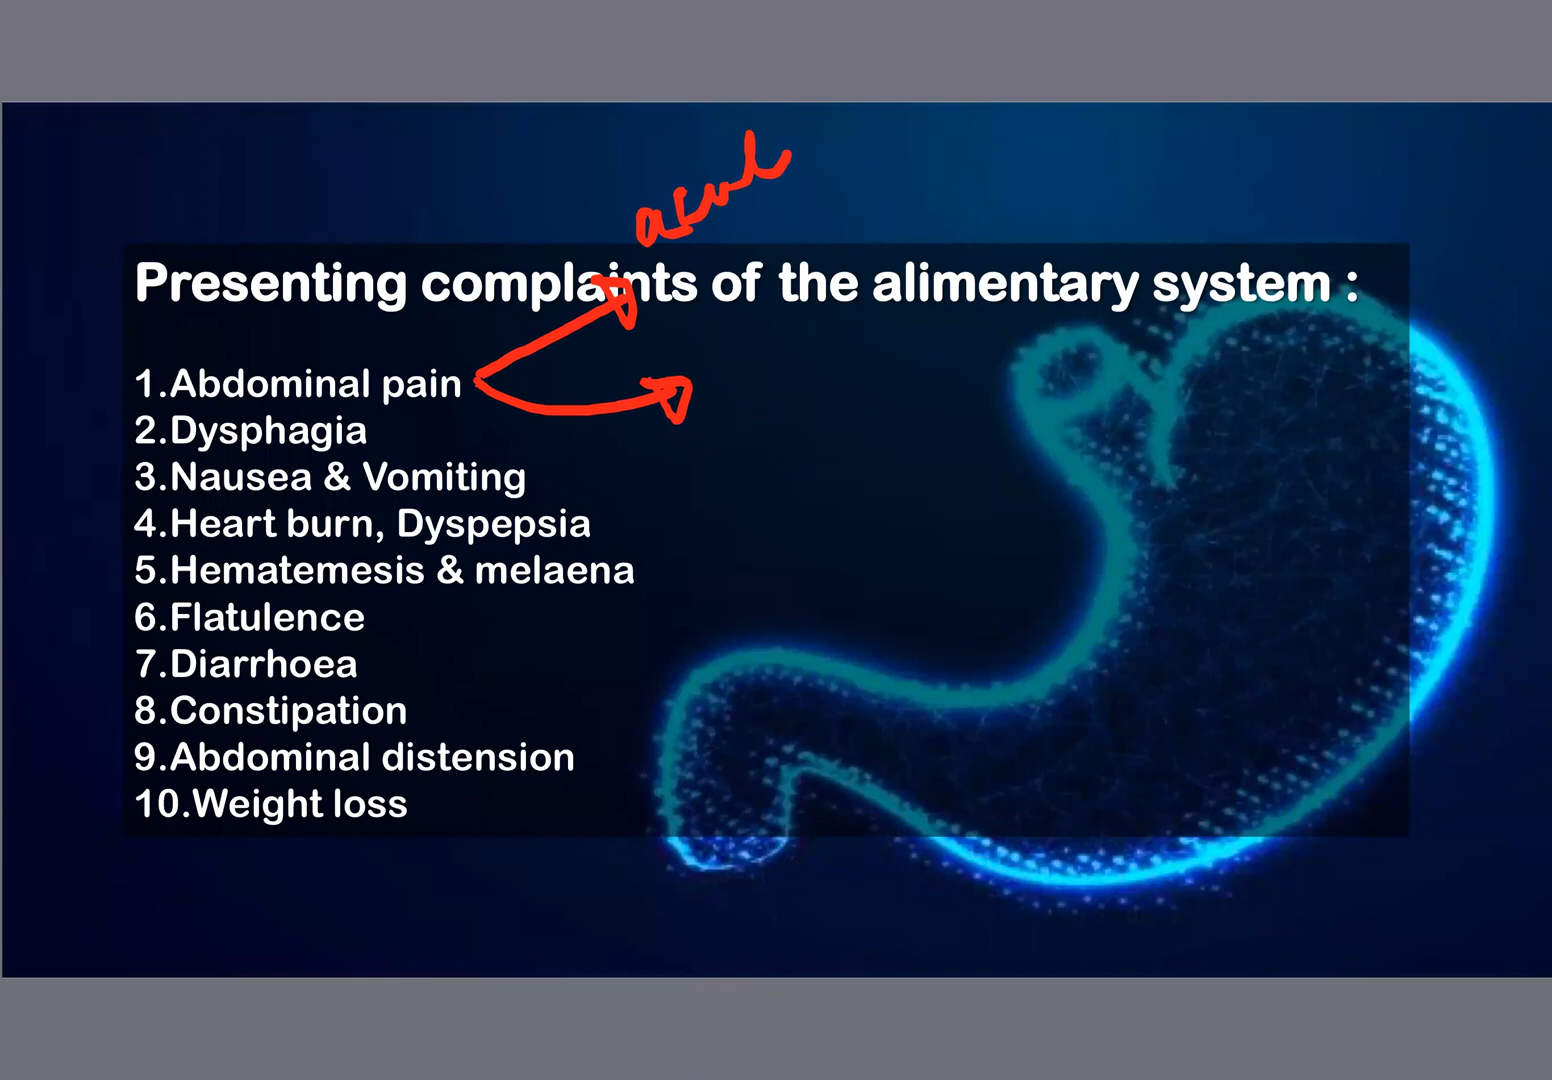 Presenting complaints of the alimentary system :
1.Abdominal pain
2.Dysphagia
3.Nausea & Vomiting
4.Heart burn, Dyspepsia
5.Hematemesis & melaena
6.Flatulence
7.Diarrhoea
8.Constipation
9.Abdominal distension
10.Weight loss